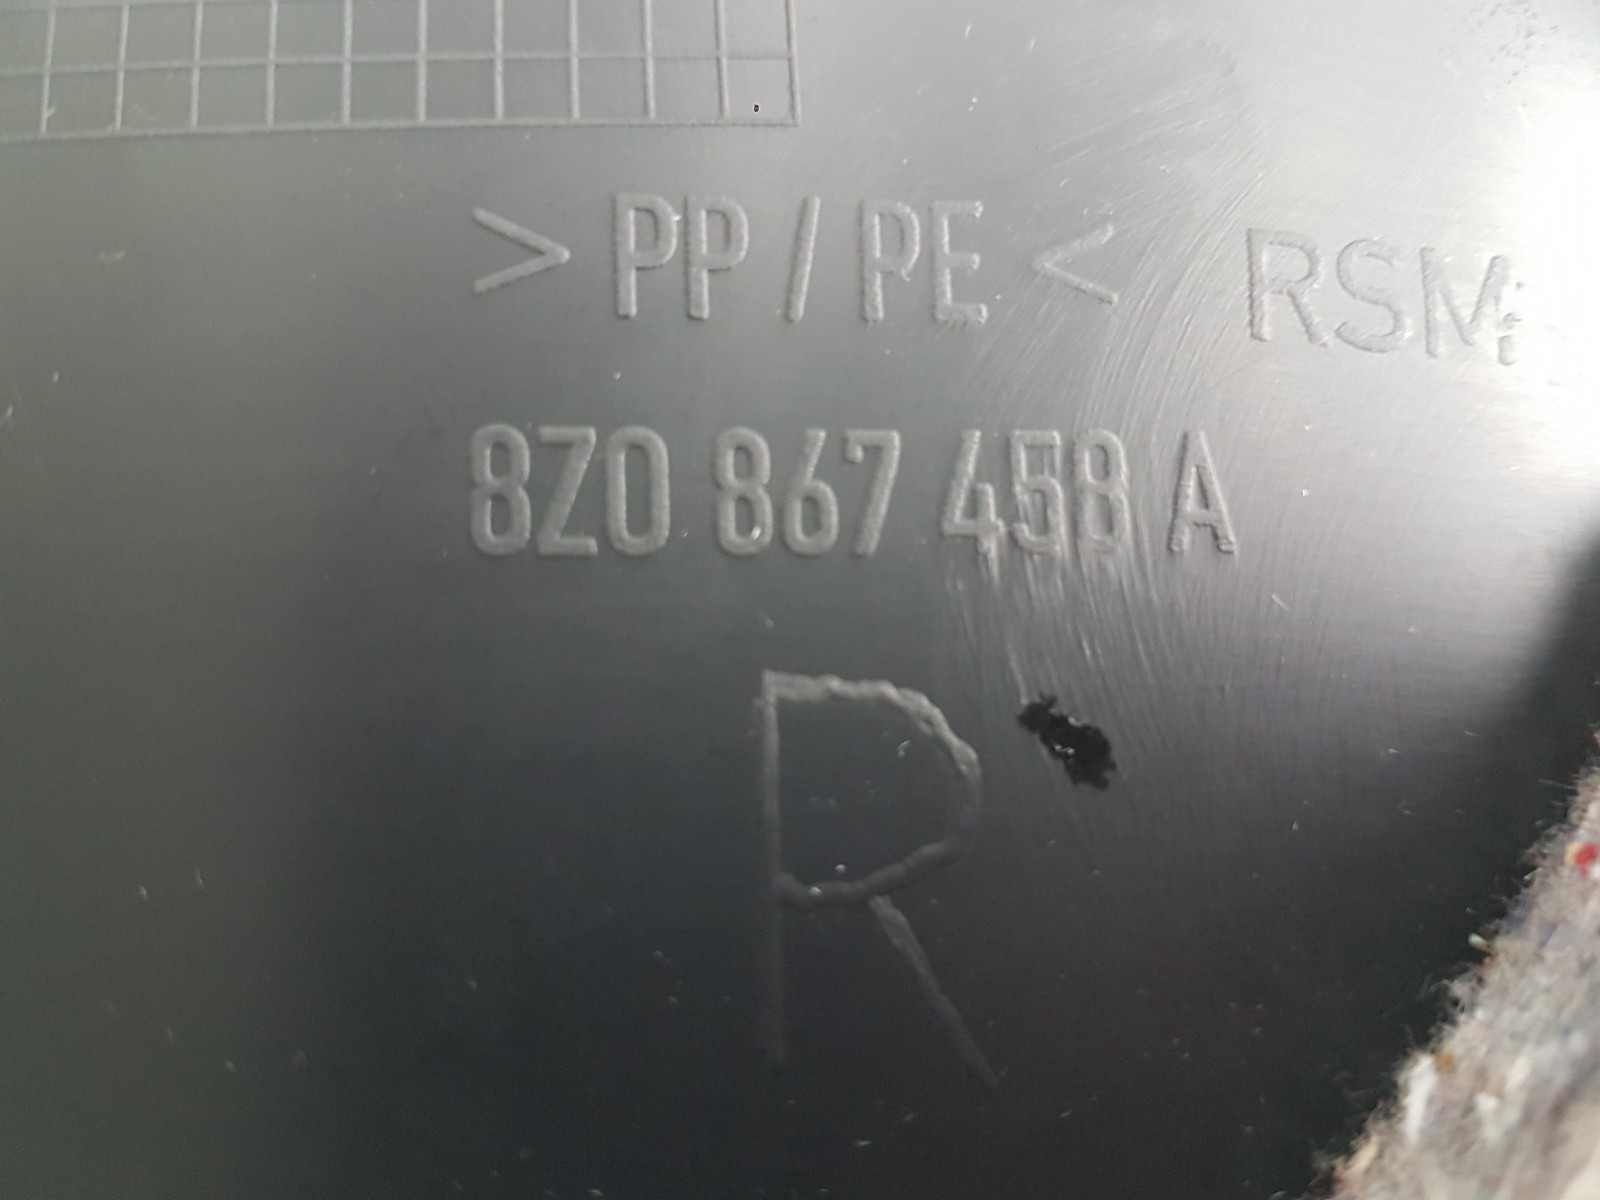 >PP/PE< RSM
8Z0 867 458 A
R